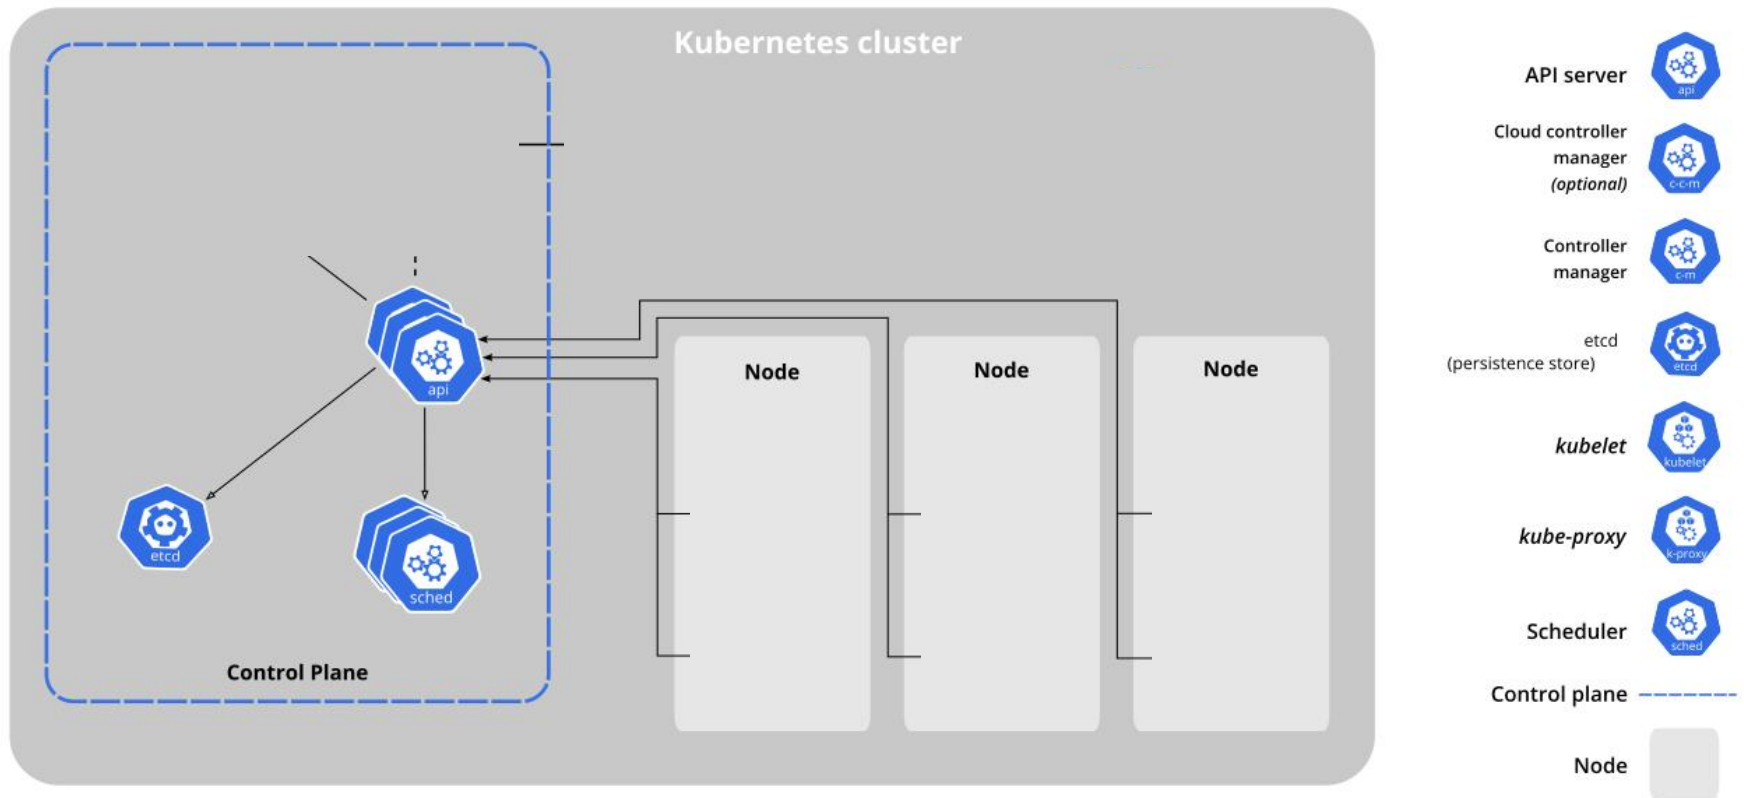 Kubernetes cluster
api
etcd
sched
Control Plane
Node
Node
Node
API server
api
Cloud controller
manager
(optional)
c-c-m
Controller
manager
c-m
etcd
(persistence store)
etcd
kubelet
kubelet
kube-proxy
k-proxy
Scheduler
sched
Control plane
Node